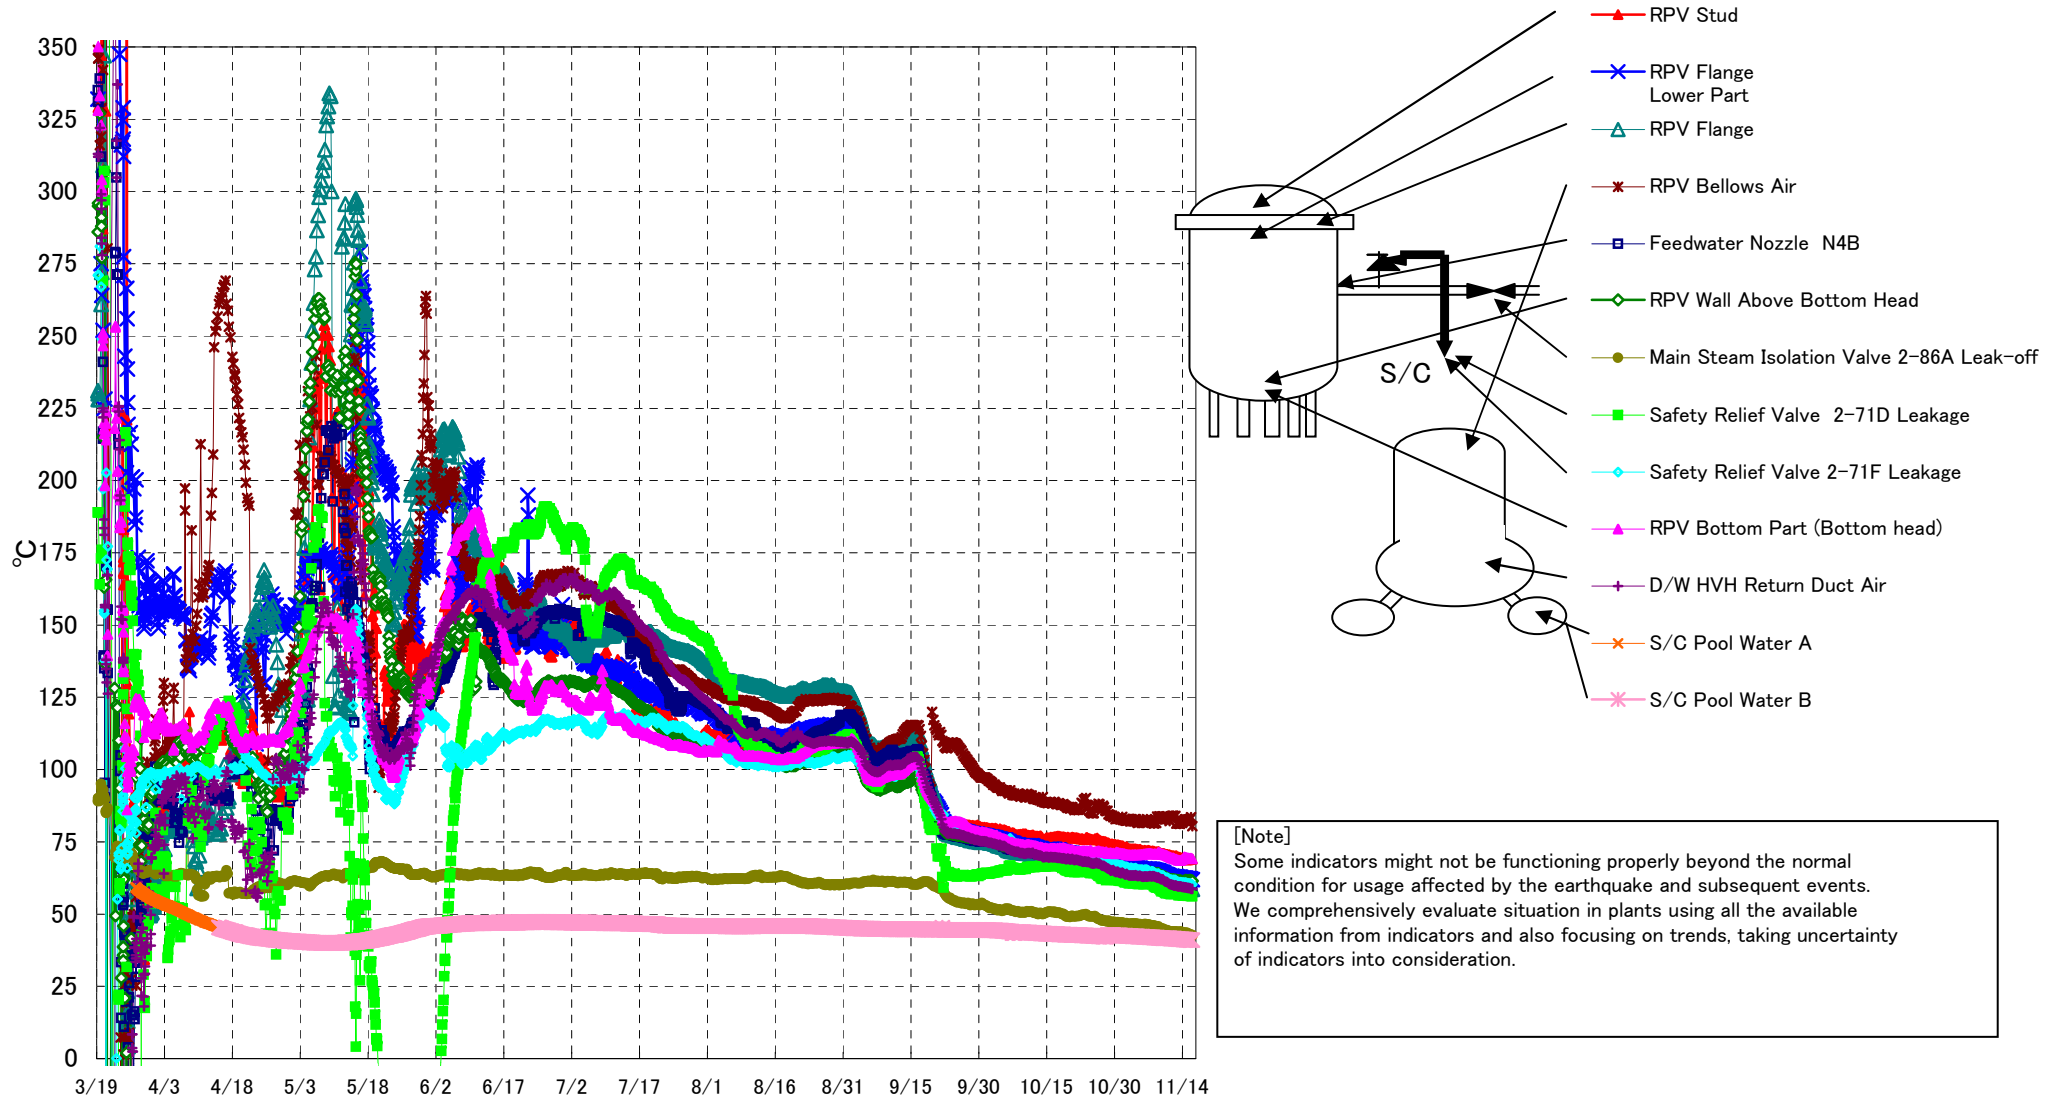 350
325
300
275
250
225
200
175
150
125
100
75
50
25
0
℃
3/19 4/3 4/18 5/3 5/18 6/2 6/17 7/2 7/17 8/1 8/16 8/31 9/15 9/30 10/15 10/30 11/14
RPV Stud
RPV Flange
Lower Part
RPV Flange
RPV Bellows Air
Feedwater Nozzle N4B
RPV Wall Above Bottom Head
Main Steam Isolation Valve 2-86A Leak-off
Safety Relief Valve 2-71D Leakage
Safety Relief Valve 2-71F Leakage
RPV Bottom Part (Bottom head)
D/W HVH Return Duct Air
S/C Pool Water A
S/C Pool Water B
S/C
[Note]
Some indicators might not be functioning properly beyond the normal
condition for usage affected by the earthquake and subsequent events.
We comprehensively evaluate situation in plants using all the available
information from indicators and also focusing on trends, taking uncertainty
of indicators into consideration.